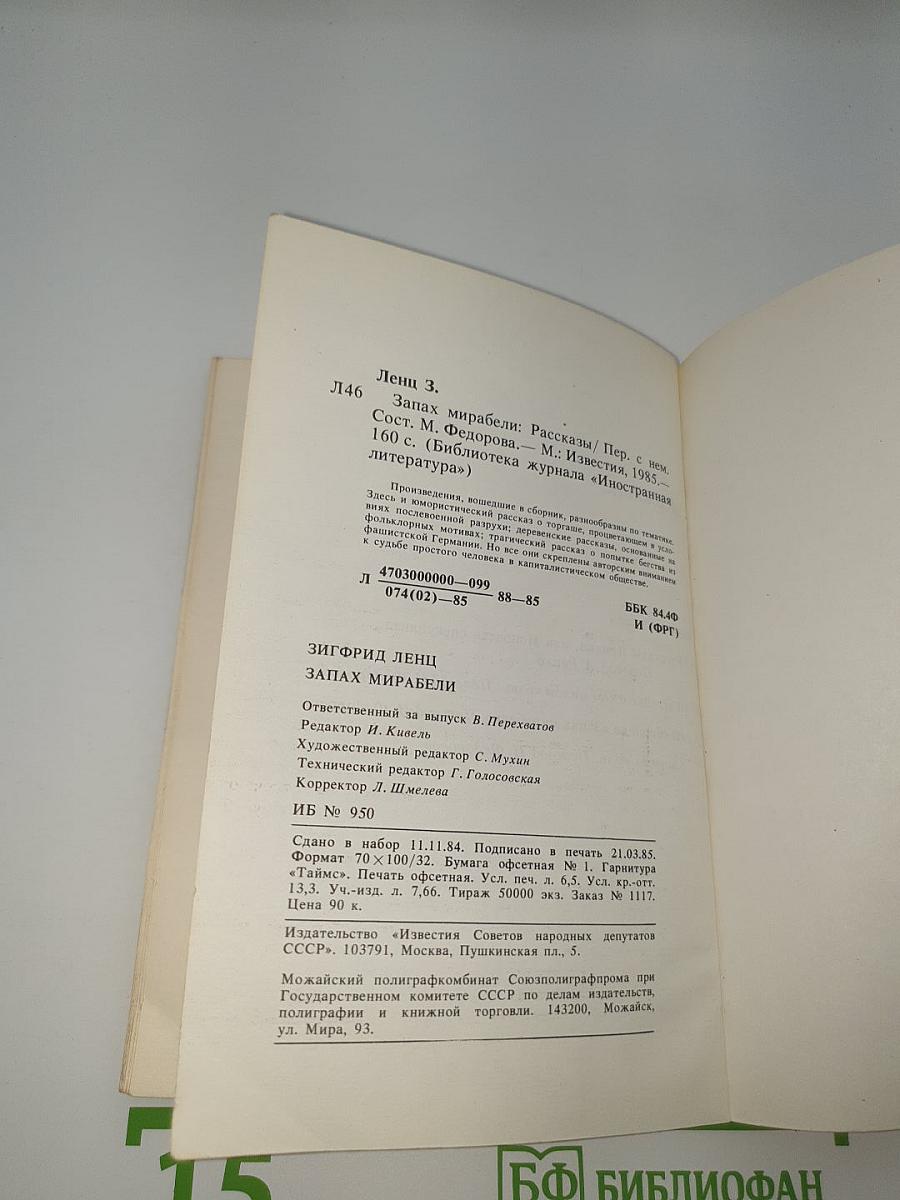 Ленц З.
Л46
Запах мирабели: Рассказы/ Пер. с нем.
Сост. М. Федорова.— М.: Известия, 1985.—
160 с. (Библиотека журнала «Иностранная
литература»)
Произведения, вошедшие в сборник, разнообразны по тематике.
Здесь и юмористический рассказ о торгаше, процветающем в усло-
виях послевоенной разрухи; деревенские рассказы, основанные на
фольклорных мотивах; трагический рассказ о попытке бегства из
фашистской Германии. Но все они скреплены авторским вниманием
к судьбе простого человека в капиталистическом обществе.
Л 4703000000—099
074(02)—85
88—85
ББК 84.4Ф
И (ФРГ)
ЗИГФРИД ЛЕНЦ
ЗАПАХ МИРАБЕЛИ
Ответственный за выпуск В. Перехватов
Редактор И. Кивель
Художественный редактор С. Мухин
Технический редактор Г. Голосовская
Корректор Л. Шмелева
ИБ № 950
Сдано в набор 11.11.84. Подписано в печать 21.03.85.
Формат 70×100/32. Бумага офсетная № 1. Гарнитура
«Таймс». Печать офсетная. Усл. печ. л. 6,5. Усл. кр.-отт.
13,3. Уч.-изд. л. 7,66. Тираж 50000 экз. Заказ № 1117.
Цена 90 к.
Издательство «Известия Советов народных депутатов
СССР». 103791, Москва, Пушкинская пл., 5.
Можайский полиграфкомбинат Союзполиграфпрома при
Государственном комитете СССР по делам издательств,
полиграфии и книжной торговли. 143200, Можайск,
ул. Мира, 93.
15
БФ БИБЛИОФАН